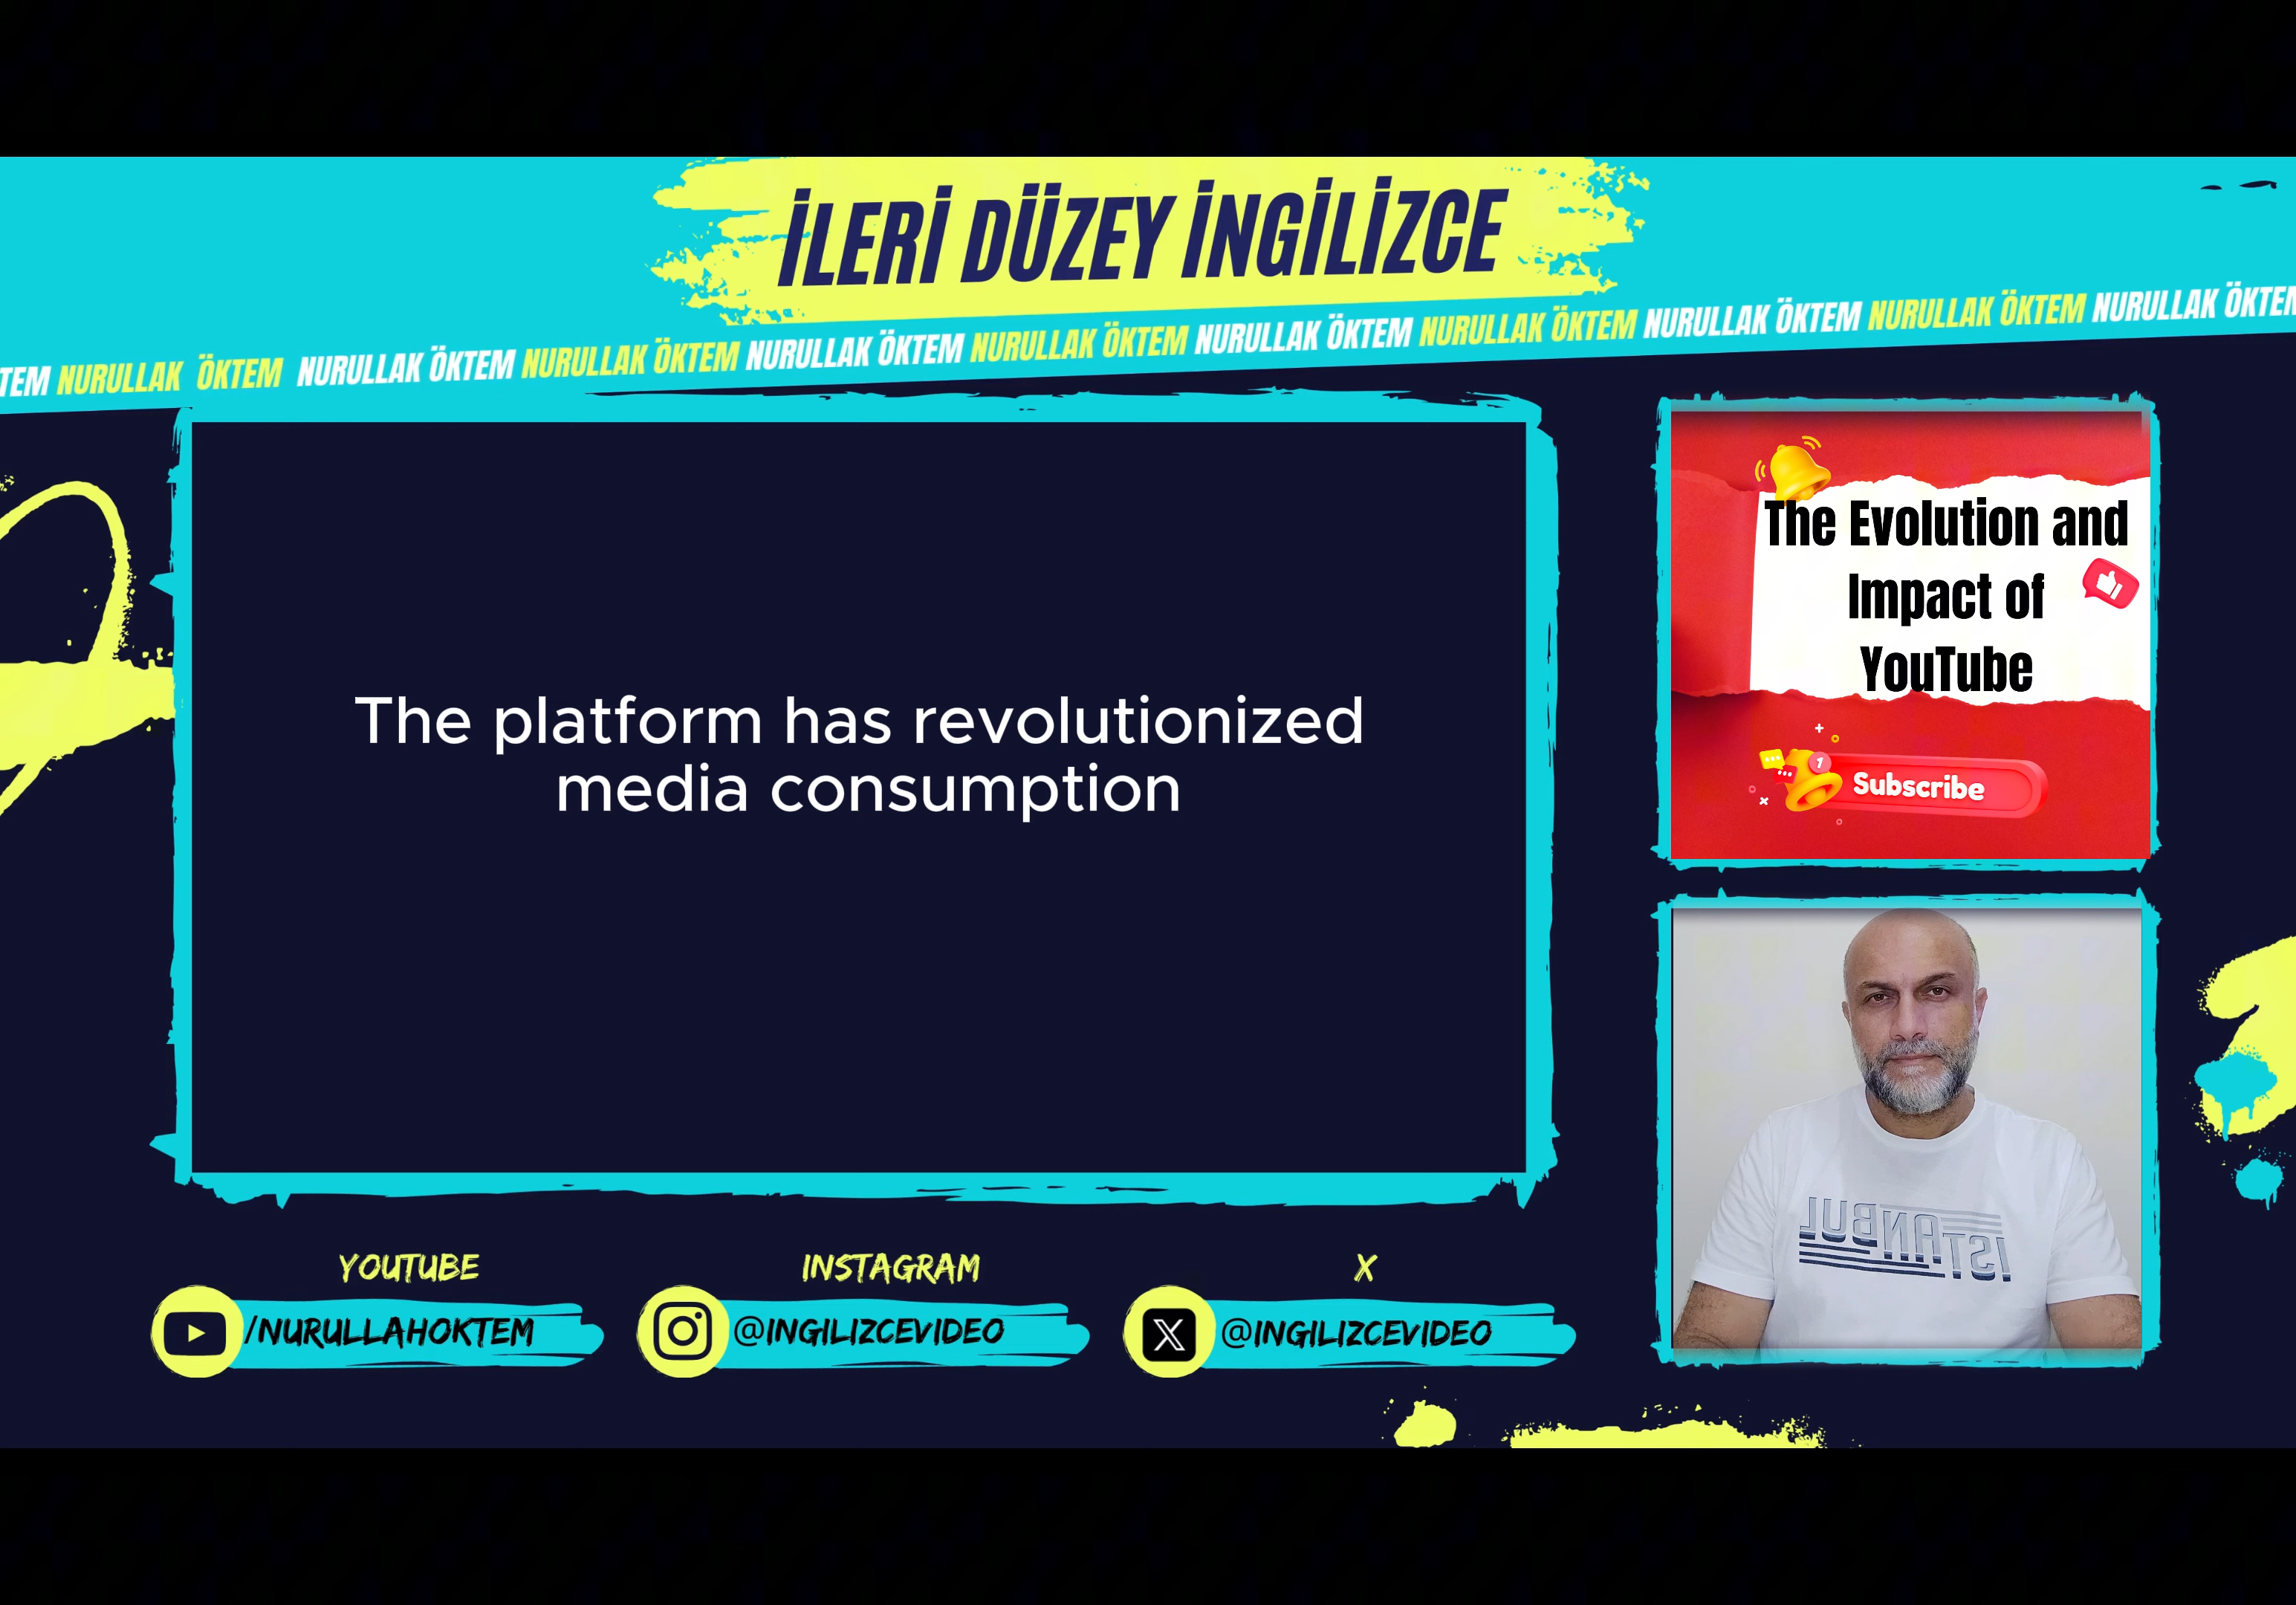 İLERİ DÜZEY İNGİLİZCE
TEM NURULLAK ÖKTEM NURULLAK ÖKTEM NURULLAK ÖKTEM NURULLAK ÖKTEM NURULLAK ÖKTEM NURULLAK ÖKTEM NURULLAK ÖKTEM NURULLAK ÖKTEM NURULLAK ÖKTEM
The platform has revolutionized
media consumption
The Evolution and
Impact of
YouTube
1
Subscribe
ISTANBUL
YOUTUBE
/NURULLAHOKTEM
INSTAGRAM
@INGILIZCEVIDEO
X
@INGILIZCEVIDEO